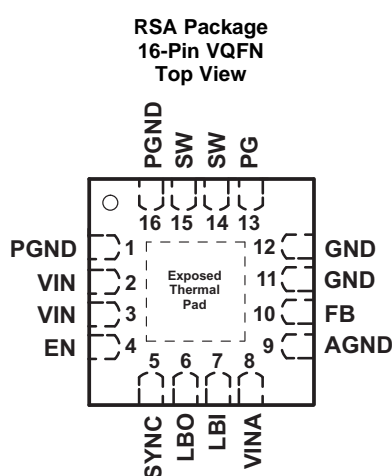 RSA Package
16-Pin VQFN
Top View
PGND
SW
SW
PG
16
15
14
13
PGND
1
VIN
2
VIN
3
EN
4
Exposed
Thermal
Pad
12
GND
11
GND
10
FB
9
AGND
5
6
7
8
SYNC
LBO
LBI
VINA